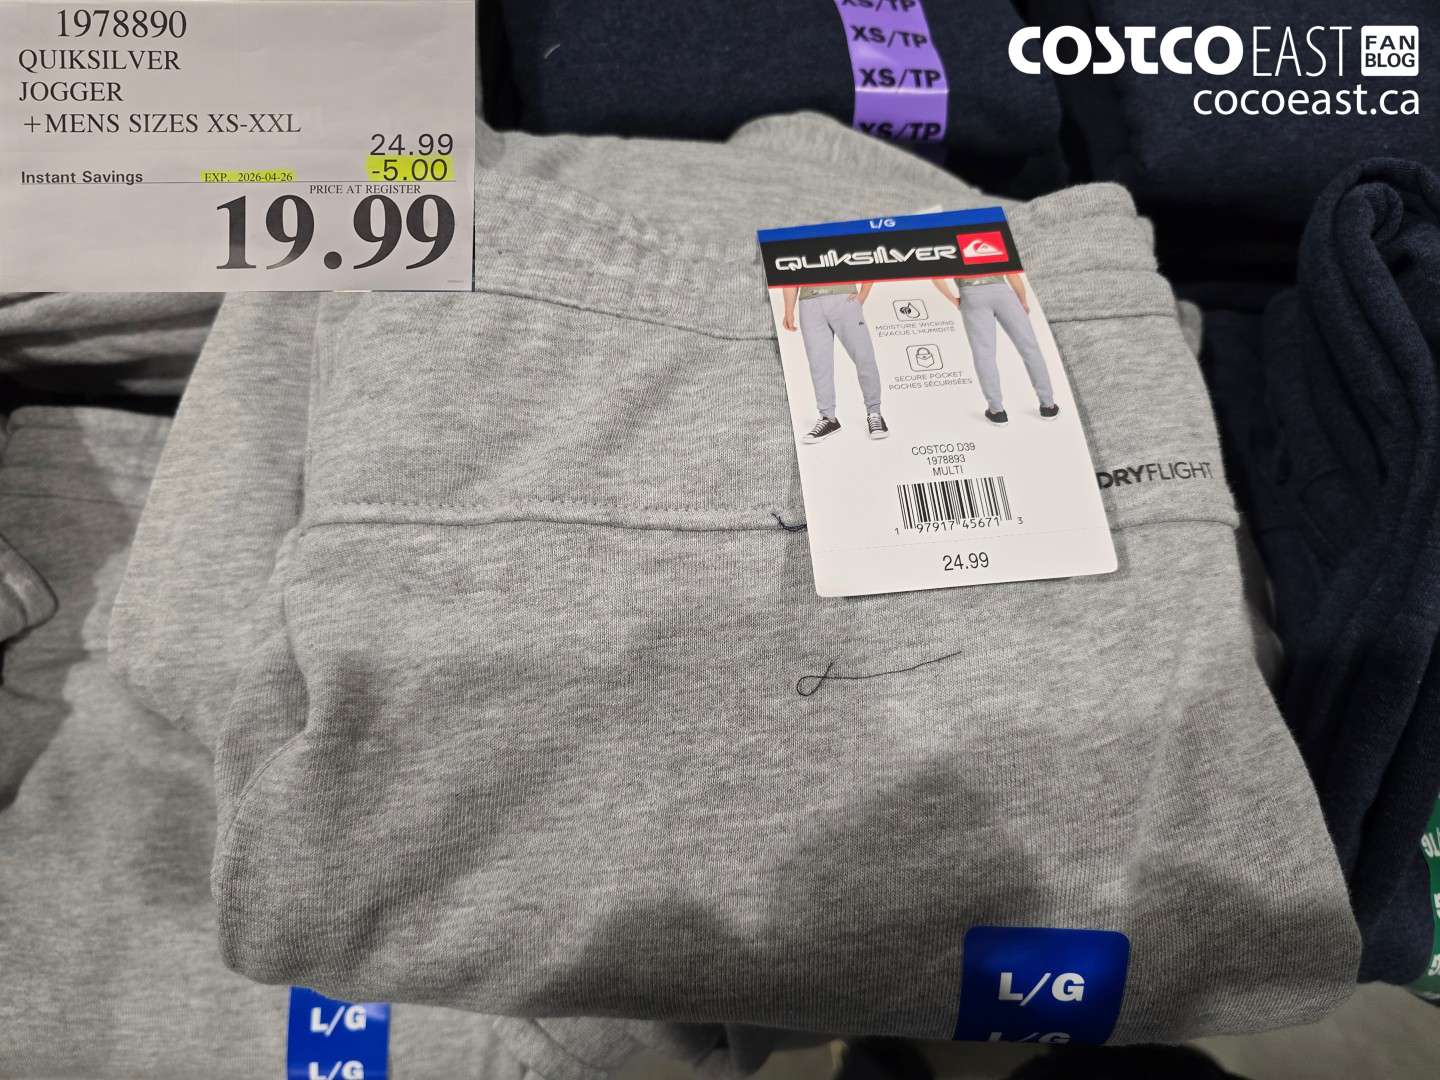 1978890
QUIKSILVER
JOGGER
+MENS SIZES XS-XXL
24.99
-5.00
Instant Savings
EXP. 2026-04-26
PRICE AT REGISTER
19.99
XS/TP
XS/TP
XS/TP
XS/TP
COSTCO EAST FAN BLOG
cocoeast.ca
L/G
QUIKSILVER
MOISTURE WICKING
ÉVACUE L'HUMIDITÉ
SECURE POCKET
POCHES SÉCURISÉES
COSTCO D39
1978893
MULTI
1 97917 45671 3
24.99
DRYFLIGHT
L/G
L/G
L/G
L/G